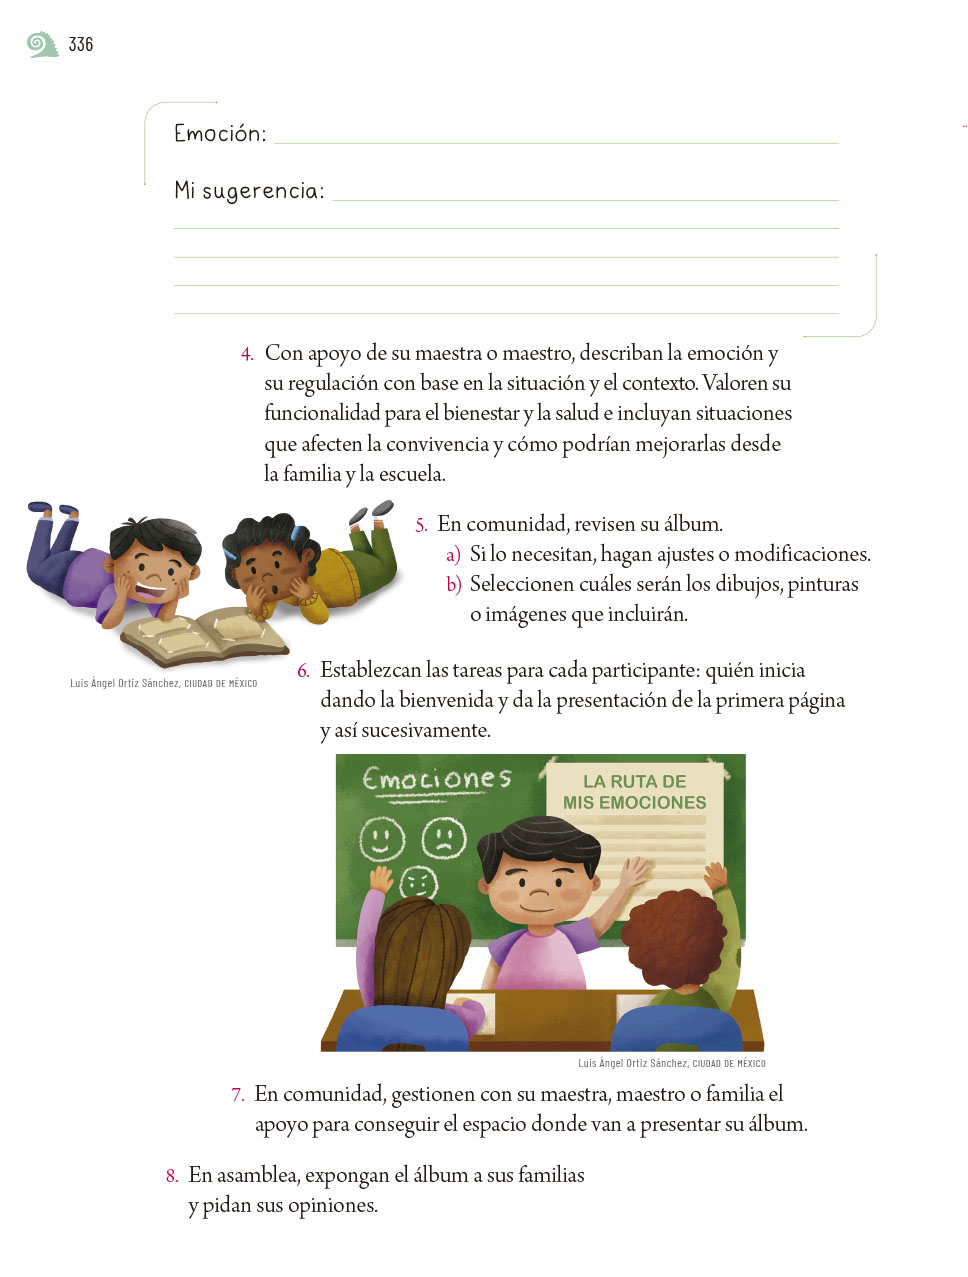 336
Emoción:
Mi sugerencia:
4. Con apoyo de su maestra o maestro, describan la emoción y
su regulación con base en la situación y el contexto. Valoren su
funcionalidad para el bienestar y la salud e incluyan situaciones
que afecten la convivencia y cómo podrían mejorarlas desde
la familia y la escuela.
5. En comunidad, revisen su álbum.
a) Si lo necesitan, hagan ajustes o modificaciones.
b) Seleccionen cuáles serán los dibujos, pinturas
o imágenes que incluirán.
Luis Ángel Ortiz Sánchez, CIUDAD DE MÉXICO
6. Establezcan las tareas para cada participante: quién inicia
dando la bienvenida y da la presentación de la primera página
y así sucesivamente.
Emociones
LA RUTA DE
MIS EMOCIONES
Luis Ángel Ortiz Sánchez, CIUDAD DE MÉXICO
7. En comunidad, gestionen con su maestra, maestro o familia el
apoyo para conseguir el espacio donde van a presentar su álbum.
8. En asamblea, expongan el álbum a sus familias
y pidan sus opiniones.